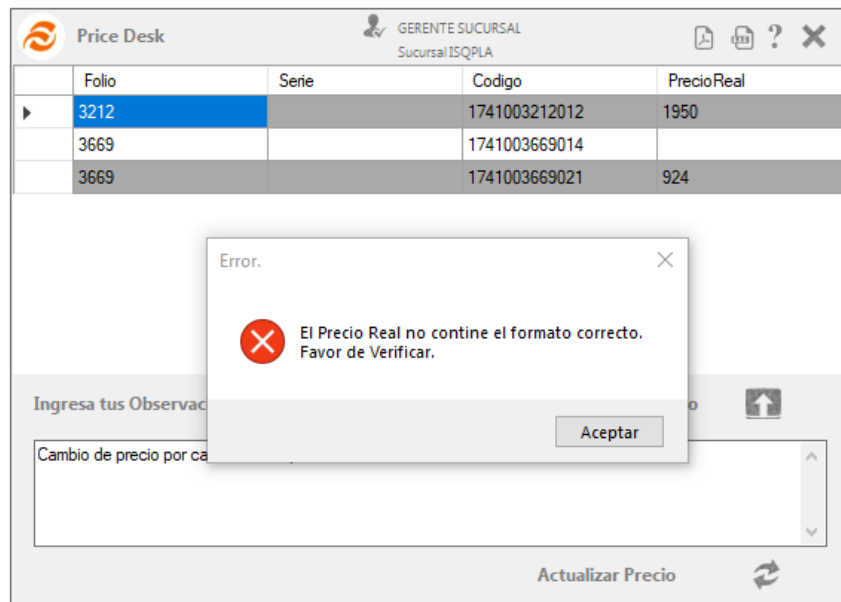 Price Desk
GERENTE SUCURSAL
Sucursal ISQPLA
?
Folio Serie Codigo PrecioReal
3212 1741003212012 1950
3669 1741003669014
3669 1741003669021 924
Error.
El Precio Real no contine el formato correcto.
Favor de Verificar.
Aceptar
Ingresa tus
Cambio de precio por
Actualizar Precio